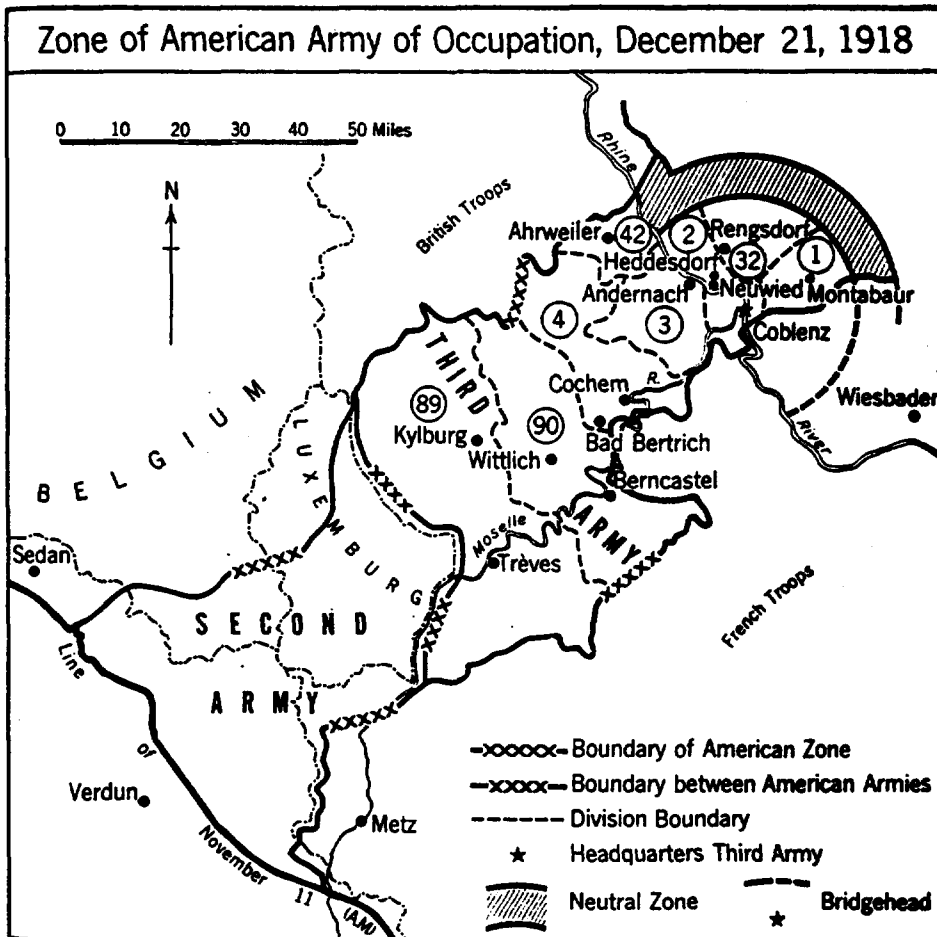 Zone of American Army of Occupation, December 21, 1918
0 10 20 30 40 50 Miles
N
British Troops
Rhine
Ahrweiler
42
2
Rengsdorf
1
Heddesdorf
32
Andernach
Neuwied
Montabaur
4
3
Coblenz
THIRD
Cochem
R.
Wiesbaden
89
Kylburg
90
Bad Bertrich
River
Wittlich
BELGIUM
LUXEMBURG
Berncastel
ARMY
Moselle
Sedan
Trèves
SECOND
French Troops
Line
ARMY
of
-xxxxx- Boundary of American Zone
-xxxx- Boundary between American Armies
Verdun
Metz
Division Boundary
November
Headquarters Third Army
11
(A.M)
Neutral Zone
Bridgehead